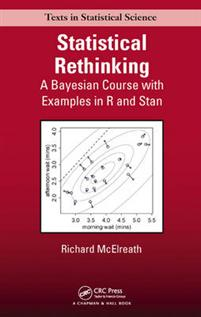 Texts in Statistical Science
Statistical
Rethinking
A Bayesian Course with
Examples in R and Stan
afternoon wait (mins)
2.0 2.5 3.0 3.5 4.0
3.0 3.5 4.0 4.5 5.0
morning wait (mins)
Richard McElreath
CRC Press
Taylor & Francis Group
A CHAPMAN & HALL BOOK